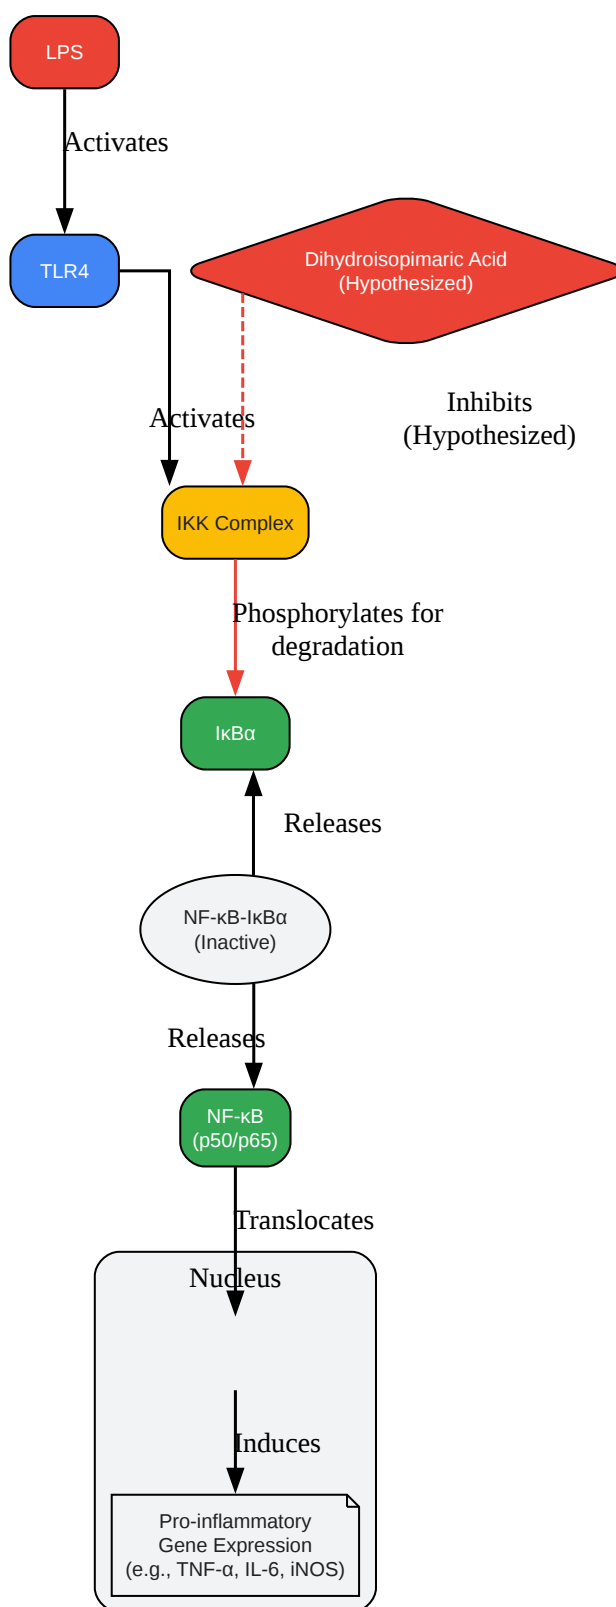 LPS
Activates
TLR4
Dihydroisopimaric Acid
(Hypothesized)
Activates
Inhibits
(Hypothesized)
IKK Complex
Phosphorylates for
degradation
IκBα
Releases
NF-κB-IκBα
(Inactive)
Releases
NF-κB
(p50/p65)
Translocates
Nucleus
Induces
Pro-inflammatory
Gene Expression
(e.g., TNF-α, IL-6, iNOS)